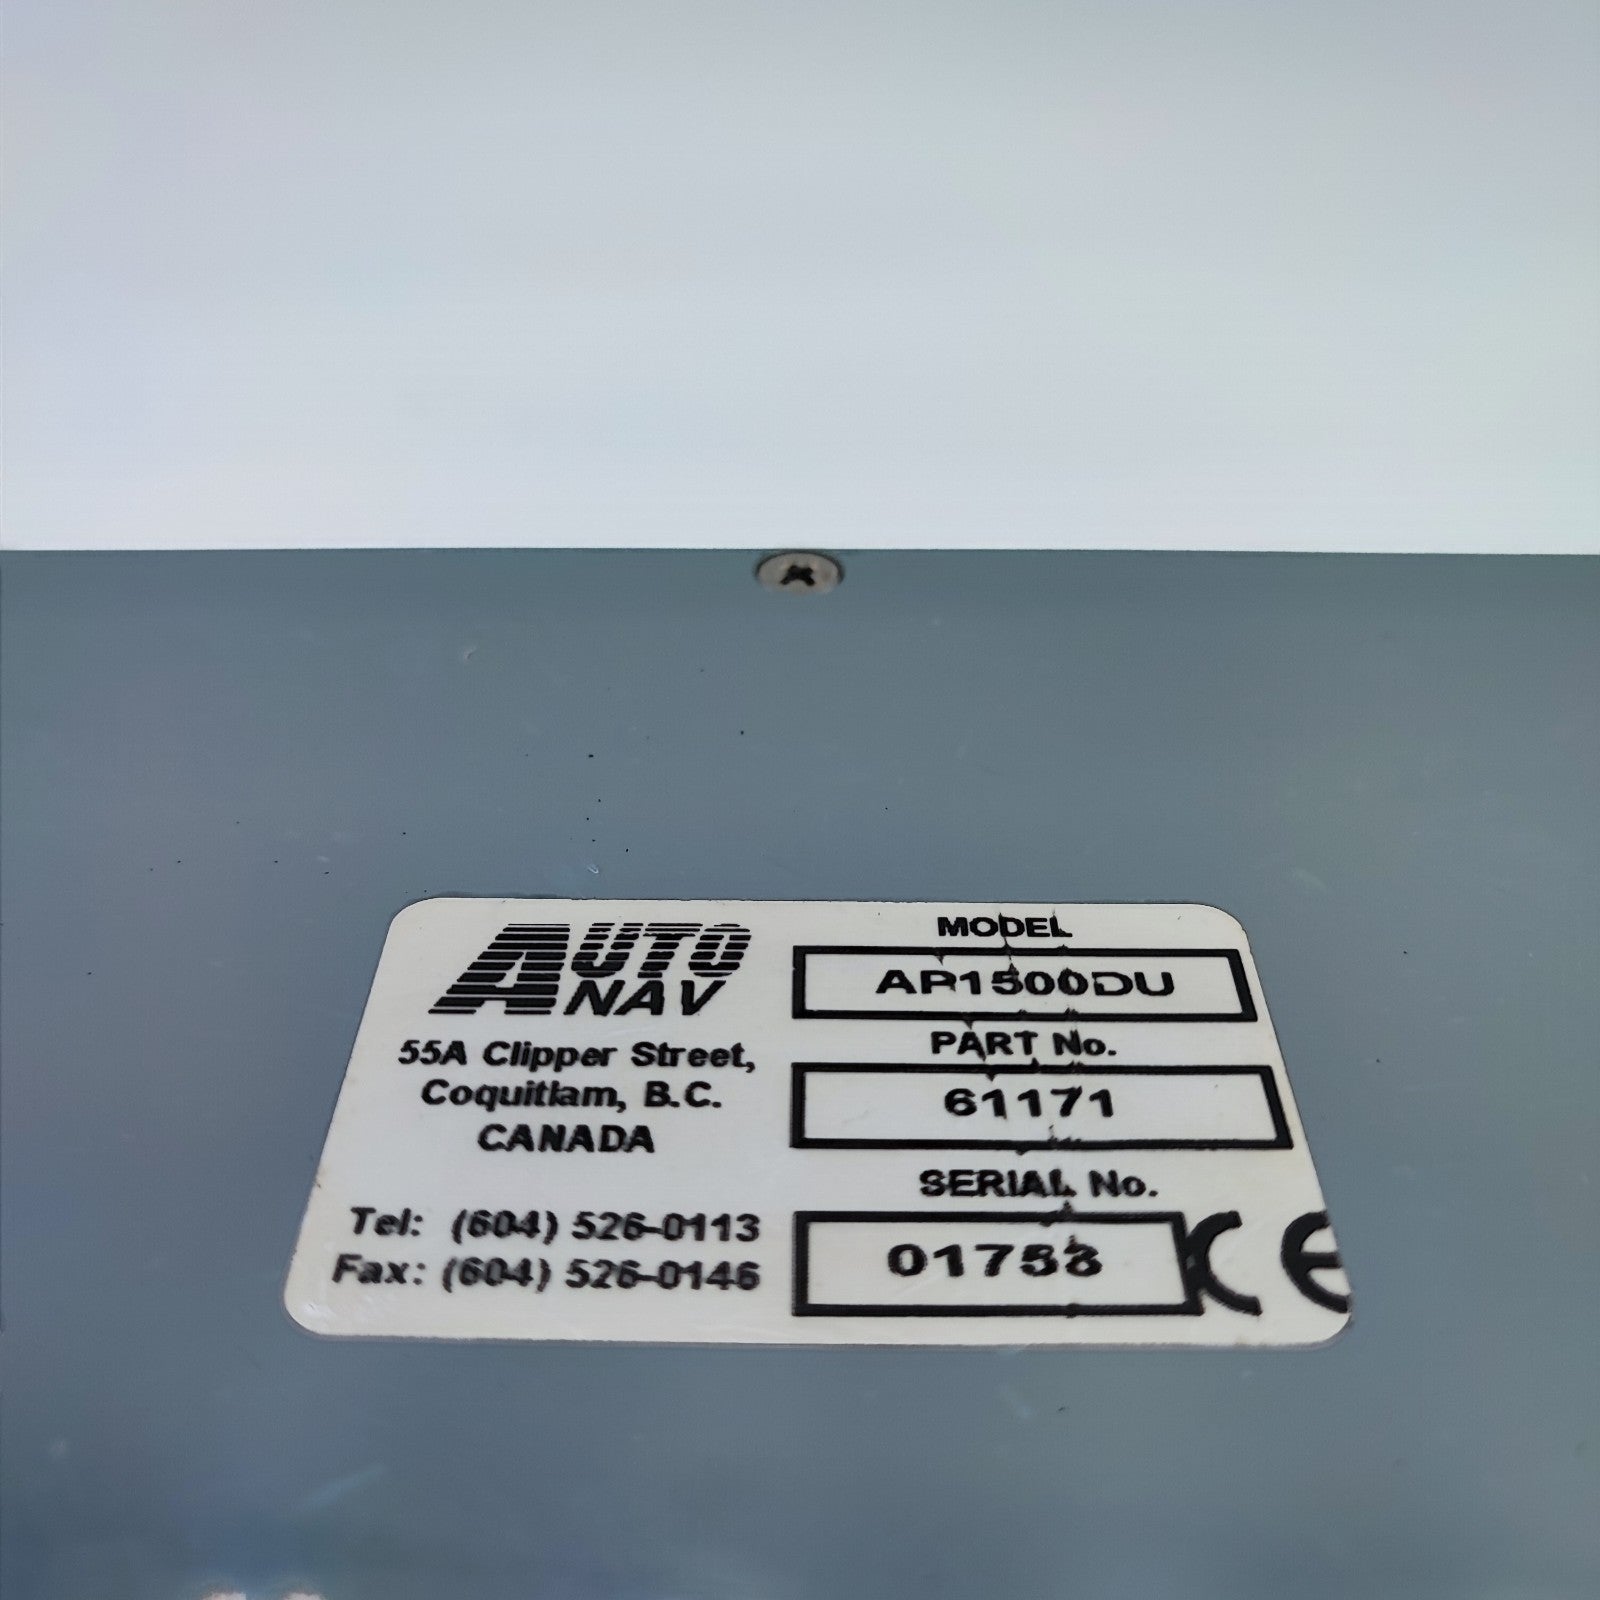 AUTO
NAV
55A Clipper Street,
Coquitlam, B.C.
CANADA
Tel: (604) 526-0113
Fax: (604) 526-0146
MODEL
AP1500DU
PART No.
61171
SERIAL No.
CE